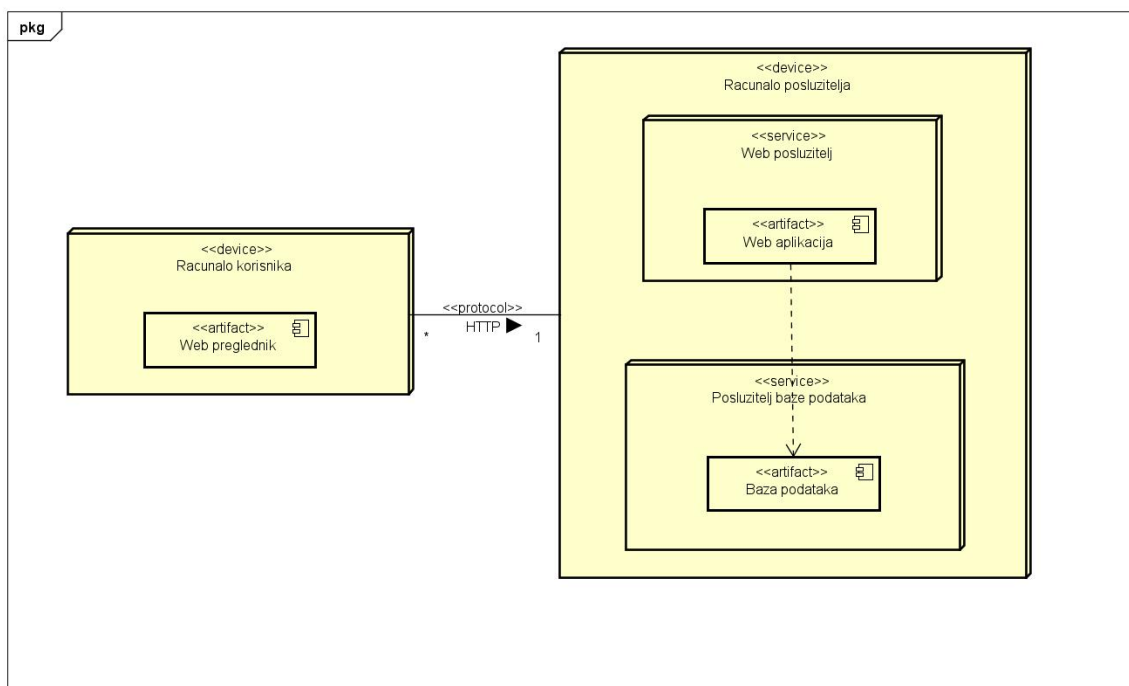 pkg
<<device>>
Racunalo posluzitelja
<<service>>
Web posluzitelj
<<artifact>>
Web aplikacija
<<device>>
Racunalo korisnika
<<artifact>>
Web preglednik
<<protocol>>
HTTP
*
1
<<service>>
Posluzitelj baze podataka
<<artifact>>
Baza podataka